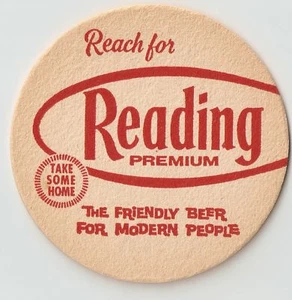 Reach for
Reading
PREMIUM
TAKE
SOME
HOME
THE FRIENDLY BEER
FOR MODERN PEOPLE